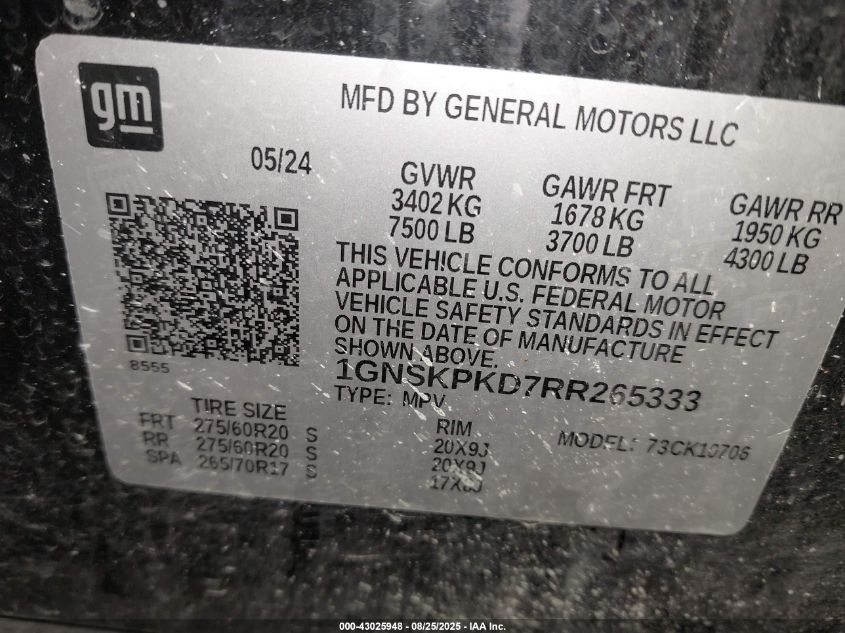 gm
MFD BY GENERAL MOTORS LLC
05/24
GVWR
3402 KG
7500 LB
GAWR FRT
1678 KG
3700 LB
GAWR RR
1950 KG
4300 LB
THIS VEHICLE CONFORMS TO ALL
APPLICABLE U.S. FEDERAL MOTOR
VEHICLE SAFETY STANDARDS IN EFFECT
ON THE DATE OF MANUFACTURE
SHOWN ABOVE.
8555
1GNSKPKD7RR265333
TYPE: MPV
TIRE SIZE
RIM
MODEL: 73CK10706
FRT 275/60R20 S 20X9J
RR 275/60R20 S 20X9J
SPA 265/70R17 S 17X8J
000-43025948 - 08/25/2025 - IAA Inc.